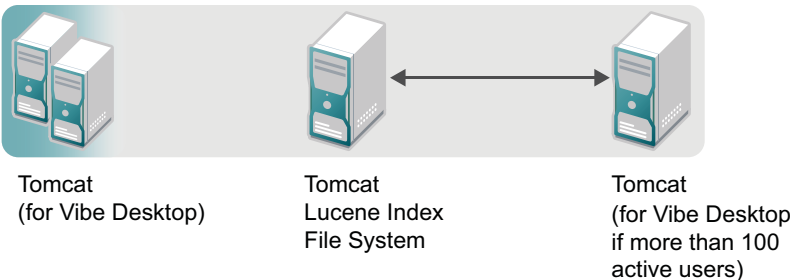 Tomcat
(for Vibe Desktop)
Tomcat
Lucene Index
File System
Tomcat
(for Vibe Desktop
if more than 100
active users)